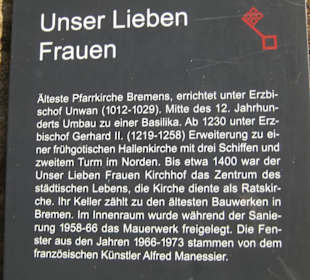 Unser Lieben
Frauen
Älteste Pfarrkirche Bremens, errichtet unter Erzbi-
schof Unwan (1012-1029). Mitte des 12. Jahrhun-
derts Umbau zu einer Basilika. Ab 1230 unter Erz-
bischof Gerhard II. (1219-1258) Erweiterung zu ei-
ner frühgotischen Hallenkirche mit drei Schiffen und
zweitem Turm im Norden. Bis etwa 1400 war der
Unser Lieben Frauen Kirchhof das Zentrum des
städtischen Lebens, die Kirche diente als Ratskir-
che. Ihr Keller zählt zu den ältesten Bauwerken in
Bremen. Im Innenraum wurde während der Sanie-
rung 1958-66 das Mauerwerk freigelegt. Die Fen-
ster aus den Jahren 1966-1973 stammen von dem
französischen Künstler Alfred Manessier.